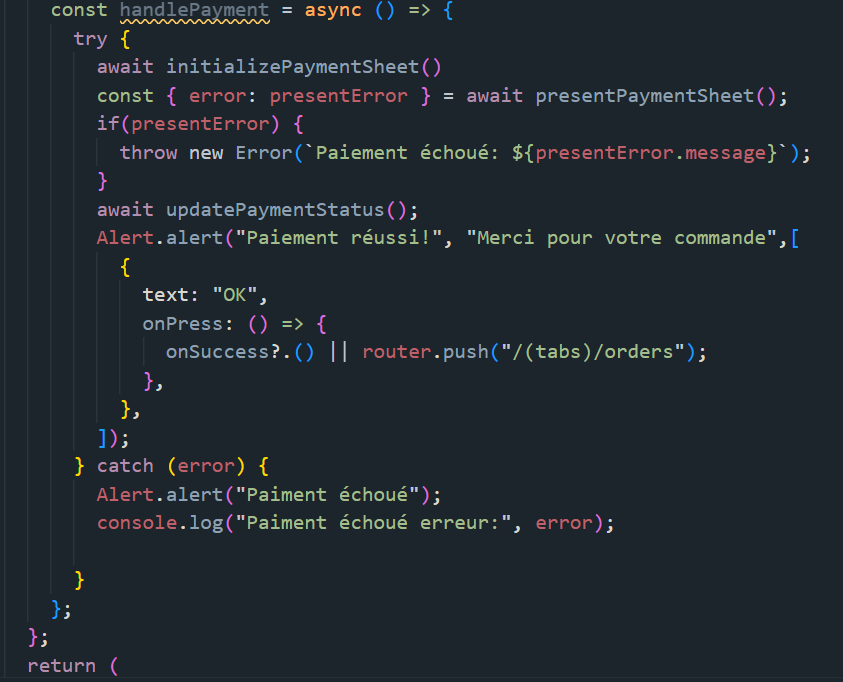 const handlePayment = async () => {
try {
await initializePaymentSheet()
const { error: presentError } = await presentPaymentSheet();
if(presentError) {
throw new Error(`Paiement échoué: ${presentError.message}`);
}
await updatePaymentStatus();
Alert.alert("Paiement réussi!", "Merci pour votre commande",[
{
text: "OK",
onPress: () => {
onSuccess?.() || router.push("/(tabs)/orders");
},
},
]);
} catch (error) {
Alert.alert("Paiment échoué");
console.log("Paiment échoué erreur:", error);
}
};
};
return (